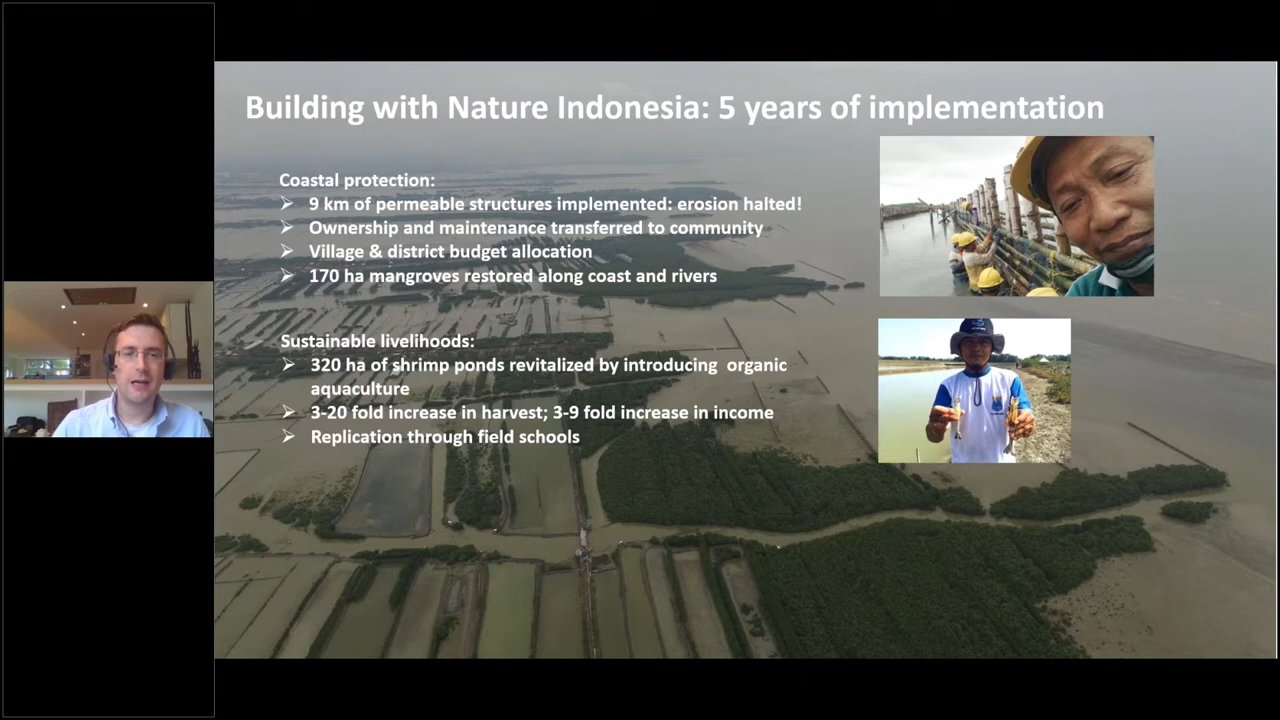 Building with Nature Indonesia: 5 years of implementation
Coastal protection:
9 km of permeable structures implemented: erosion halted!
Ownership and maintenance transferred to community
Village & district budget allocation
170 ha mangroves restored along coast and rivers
Sustainable livelihoods:
320 ha of shrimp ponds revitalized by introducing organic
aquaculture
3-20 fold increase in harvest; 3-9 fold increase in income
Replication through field schools